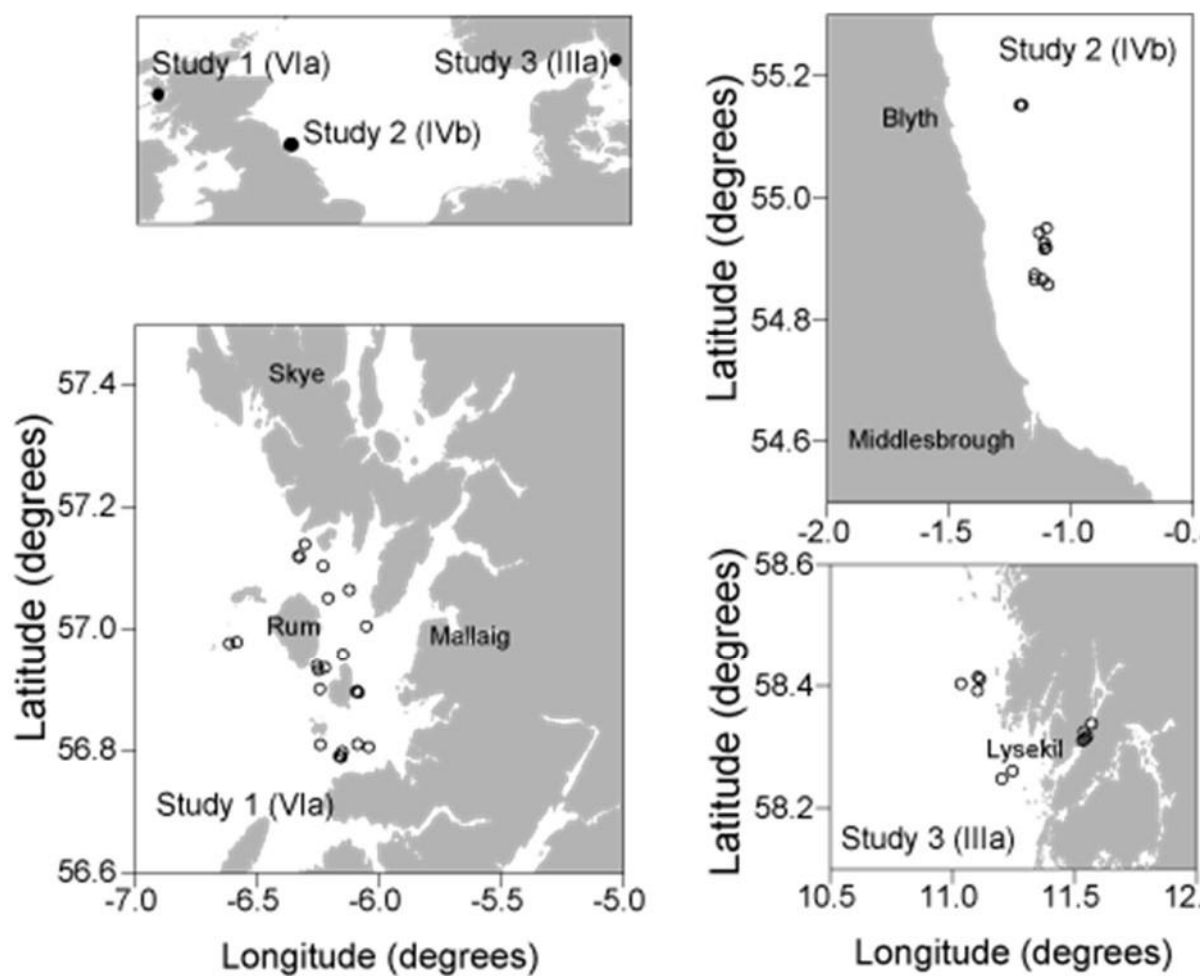 Study 1 (VIa)
Study 3 (IIIa)
Study 2 (IVb)
Study 2 (IVb)
Blyth
Middlesbrough
Latitude (degrees)
55.2
55.0
54.8
54.6
-2.0 -1.5 -1.0 -0.
Skye
Rum
Mallaig
Study 1 (VIa)
Latitude (degrees)
57.4
57.2
57.0
56.8
56.6
-7.0 -6.5 -6.0 -5.5 -5.0
Longitude (degrees)
Latitude (degrees)
58.6
58.4
58.2
Lysekil
Study 3 (IIIa)
10.5 11.0 11.5 12.
Longitude (degrees)